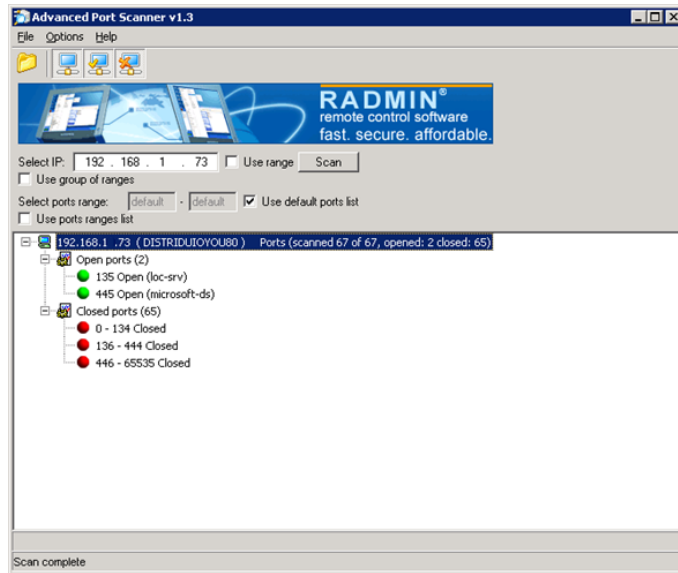 Advanced Port Scanner v1.3
File Options Help
RADMIN®
remote control software
fast. secure. affordable.
Select IP: 192 . 168 . 1 . 73 Use range Scan
Use group of ranges
Select ports range: default - default Use default ports list
Use ports ranges list
192.168.1 .73 ( DISTRIDUIOYOU80 ) Ports (scanned 67 of 67, opened: 2 closed: 65)
Open ports (2)
135 Open (loc-srv)
445 Open (microsoft-ds)
Closed ports (65)
0 - 134 Closed
136 - 444 Closed
446 - 65535 Closed
Scan complete